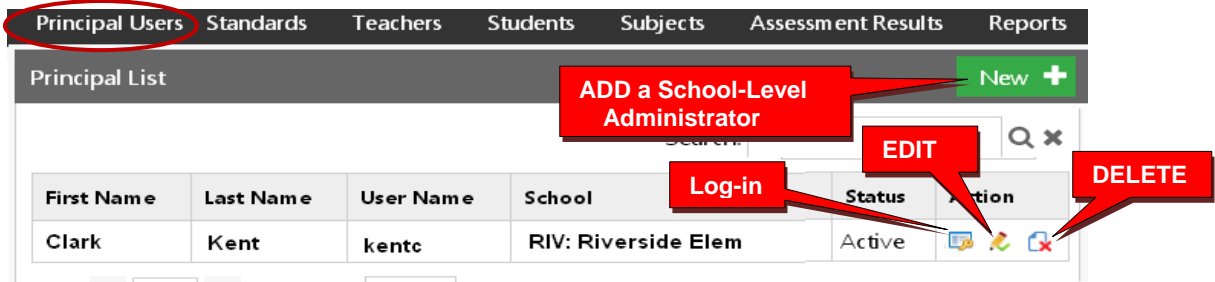 Principal Users Standards Teachers Students Subjects Assessment Results Reports
Principal List New
ADD a School-Level
Administrator
Search:
EDIT
Log-in
DELETE
First Name Last Name User Name School Status Action
Clark Kent kentc RIV: Riverside Elem Active